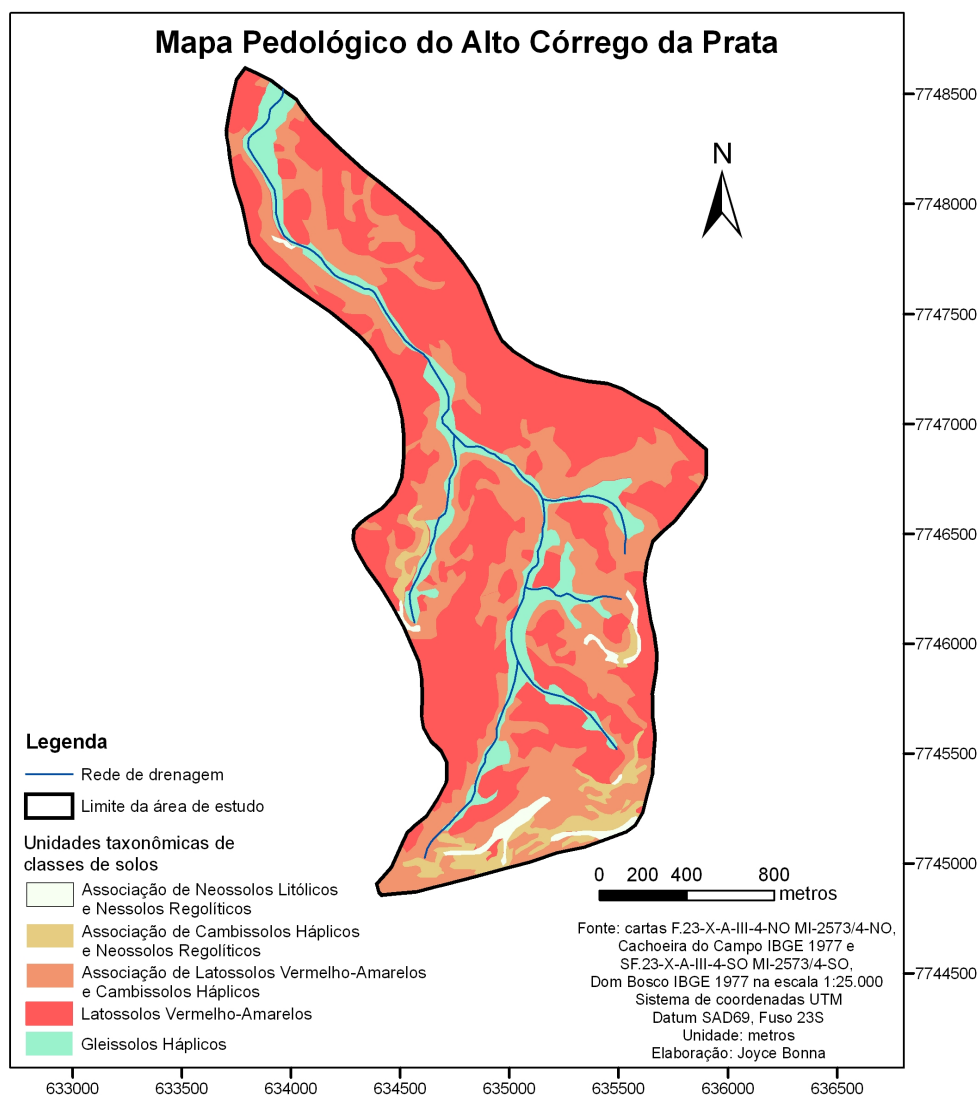 Mapa Pedológico do Alto Córrego da Prata
7748500
N
7748000
7747500
7747000
7746500
7746000
7745500
7745000
7744500
Legenda
Rede de drenagem
Limite da área de estudo
Unidades taxonômicas de
classes de solos
Associação de Neossolos Litólicos
e Nessolos Regolíticos
Associação de Cambissolos Háplicos
e Neossolos Regolíticos
Associação de Latossolos Vermelho-Amarelos
e Cambissolos Háplicos
Latossolos Vermelho-Amarelos
Gleissolos Háplicos
0 200 400 800
metros
Fonte: cartas F.23-X-A-III-4-NO MI-2573/4-NO,
Cachoeira do Campo IBGE 1977 e
SF.23-X-A-III-4-SO MI-2573/4-SO,
Dom Bosco IBGE 1977 na escala 1:25.000
Sistema de coordenadas UTM
Datum SAD69, Fuso 23S
Unidade: metros
Elaboração: Joyce Bonna
633000 633500 634000 634500 635000 635500 636000 636500